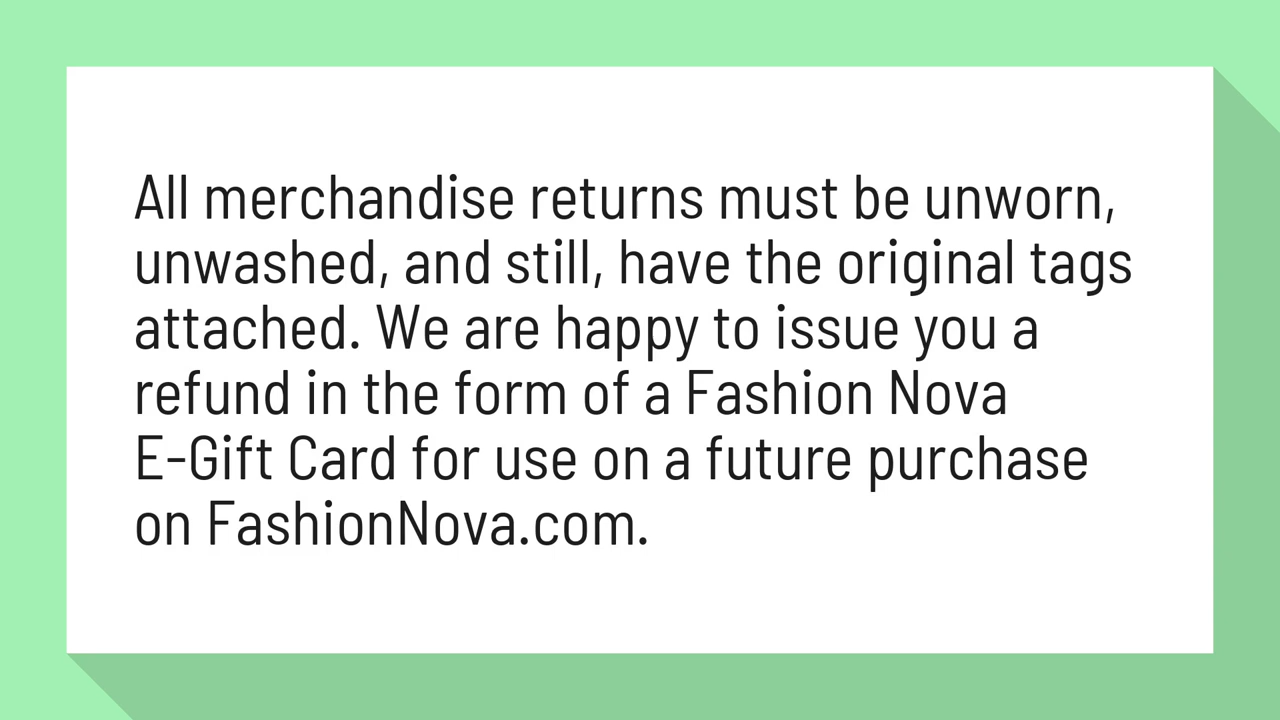 All merchandise returns must be unworn,
unwashed, and still, have the original tags
attached. We are happy to issue you a
refund in the form of a Fashion Nova
E-Gift Card for use on a future purchase
on FashionNova.com.